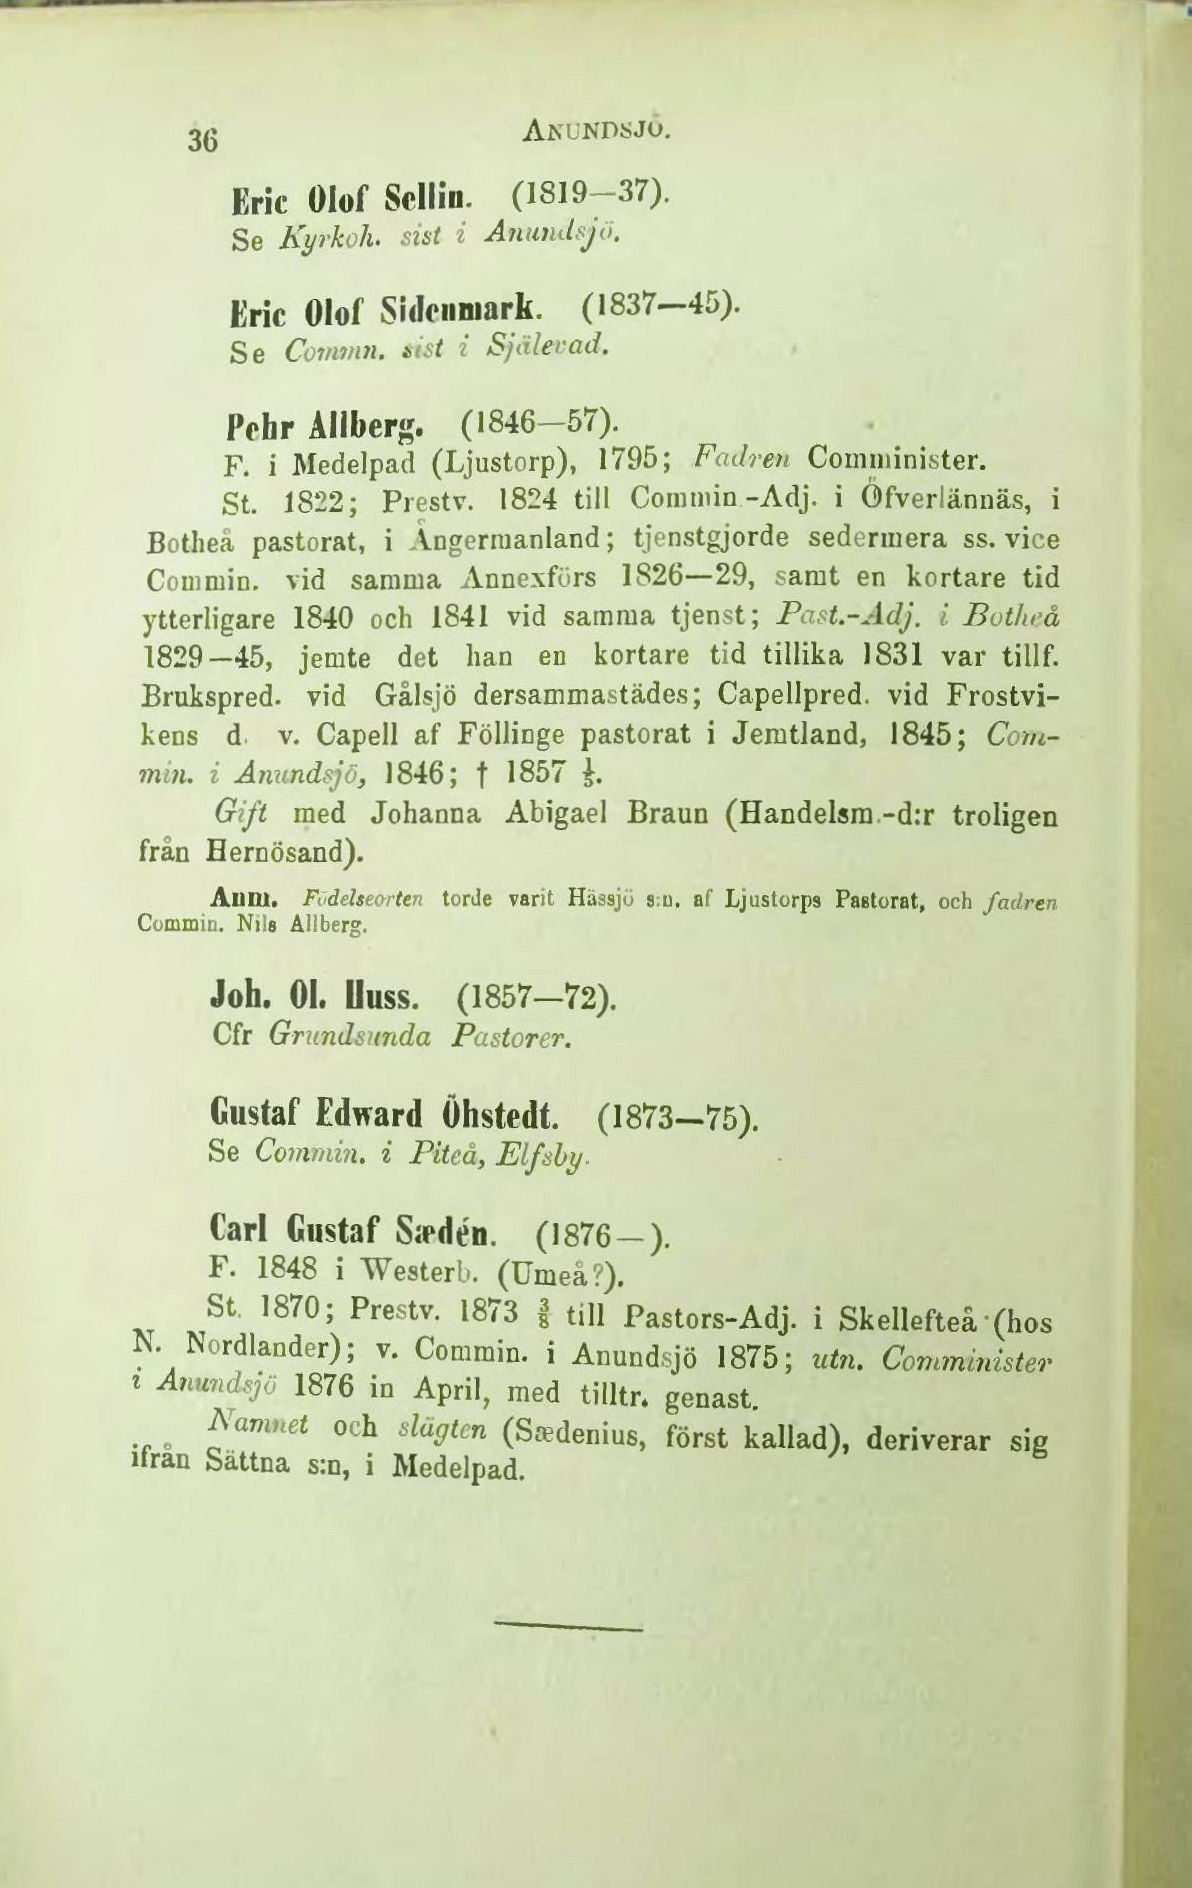 36 ANUNDSJÖ.
Eric Olof Sellin. (1819—37).
Se Kyrkoh. sist i Anundsjö.
Eric Olof Sidenmark. (1837—45).
Se Commn. sist i Själevad.
Pehr Allberg. (1846—57).
F. i Medelpad (Ljustorp), 1795; Fadren Comminister.
St. 1822; Prestv. 1824 till Commin.-Adj. i Öfverlännäs, i
Botheå pastorat, i Ångermanland; tjenstgjorde sedermera ss. vice
Commin. vid samma Annexförs 1826—29, samt en kortare tid
ytterligare 1840 och 1841 vid samma tjenst; Past.-Adj. i Botheå
1829—45, jemte det han en kortare tid tillika 1831 var tillf.
Brukspred. vid Gålsjö dersammastädes; Capellpred. vid Frostvi-
kens d. v. Capell af Föllinge pastorat i Jemtland, 1845; Com-
min. i Anundsjö, 1846; † 1857 ⅕.
Gift med Johanna Abigael Braun (Handelsm.-d:r troligen
från Hernösand).
Anm. Födelseorten torde varit Hässjö s:n. af Ljustorps Pastorat, och fadren
Commin. Nils Allberg.
Joh. Ol. Huss. (1857—72).
Cfr Grundsunda Pastorer.
Gustaf Edward Öhstedt. (1873—75).
Se Commin. i Piteå, Elfsby.
Carl Gustaf Sædén. (1876—).
F. 1848 i Westerb. (Umeå?).
St. 1870; Prestv. 1873 till Pastors-Adj. i Skellefteå (hos
N. Nordlander); v. Commin. i Anundsjö 1875; utn. Comminister
i Anundsjö 1876 in April, med tilltr. genast.
Namnet och slägten (Sædenius, först kallad), deriverar sig
ifrån Sättna s:n, i Medelpad.